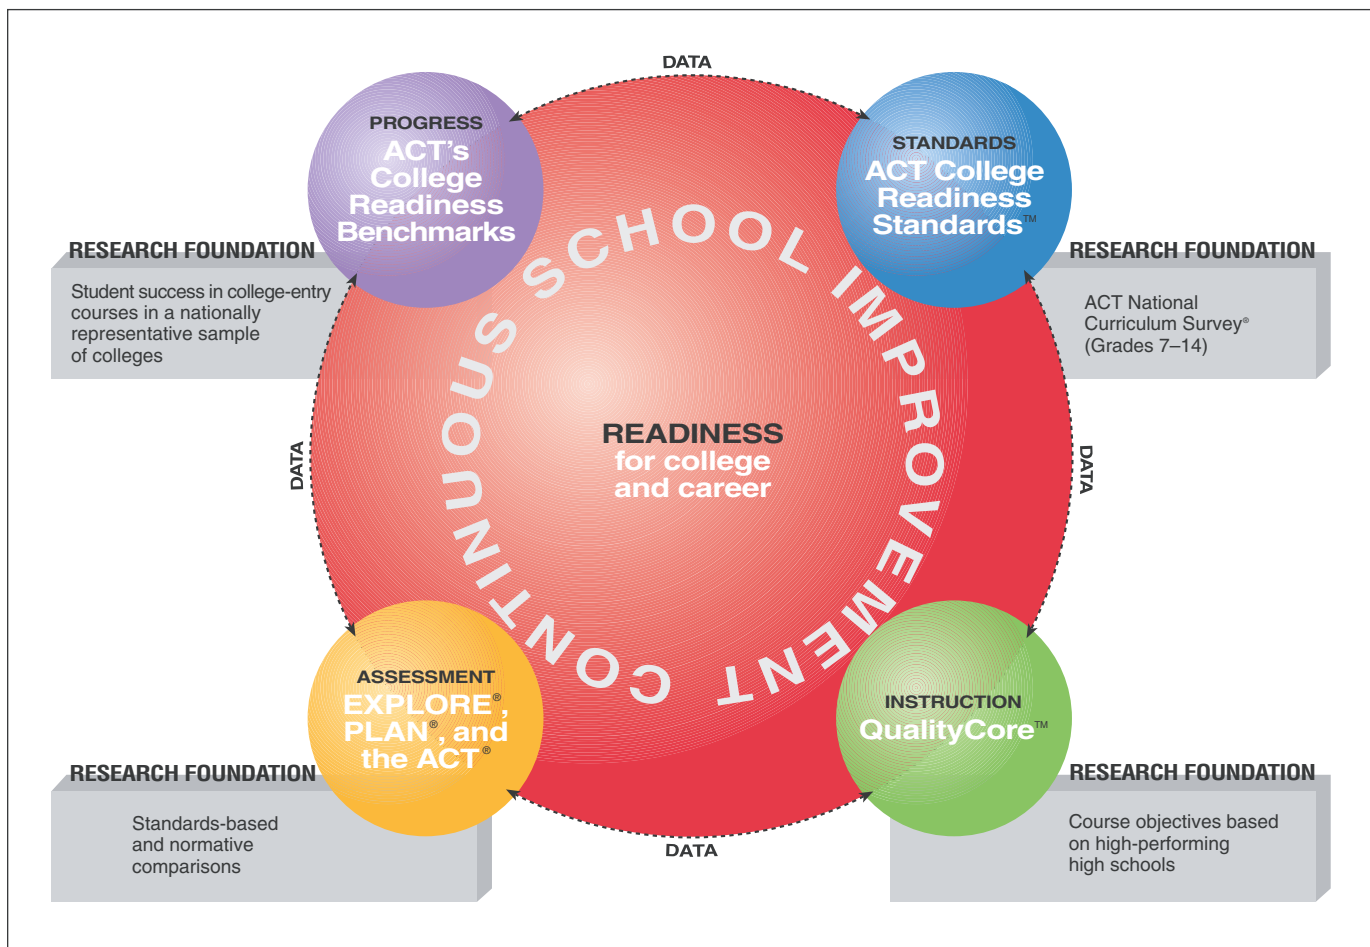 DATA
PROGRESS
ACT's
College
Readiness
Benchmarks
STANDARDS
ACT College
Readiness
Standards™
RESEARCH FOUNDATION
Student success in college-entry
courses in a nationally
representative sample
of colleges
RESEARCH FOUNDATION
ACT National
Curriculum Survey®
(Grades 7–14)
CONTINUOUS SCHOOL IMPROVEMENT
READINESS
for college
and career
DATA
DATA
ASSESSMENT
EXPLORE®,
PLAN®, and
the ACT®
INSTRUCTION
QualityCore™
RESEARCH FOUNDATION
Standards-based
and normative
comparisons
RESEARCH FOUNDATION
Course objectives based
on high-performing
high schools
DATA